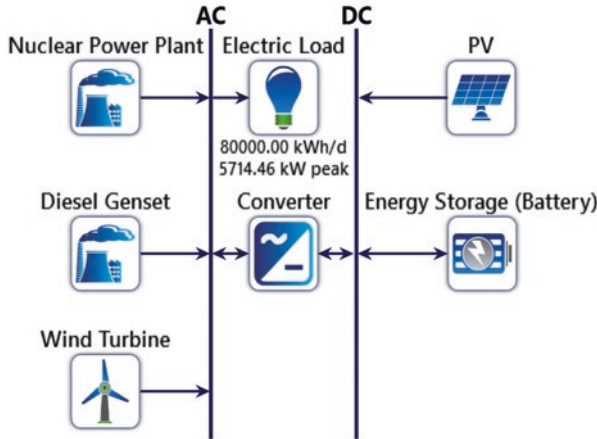 AC
DC
Nuclear Power Plant
Electric Load
PV
80000.00 kWh/d
5714.46 kW peak
Diesel Genset
Converter
Energy Storage (Battery)
Wind Turbine